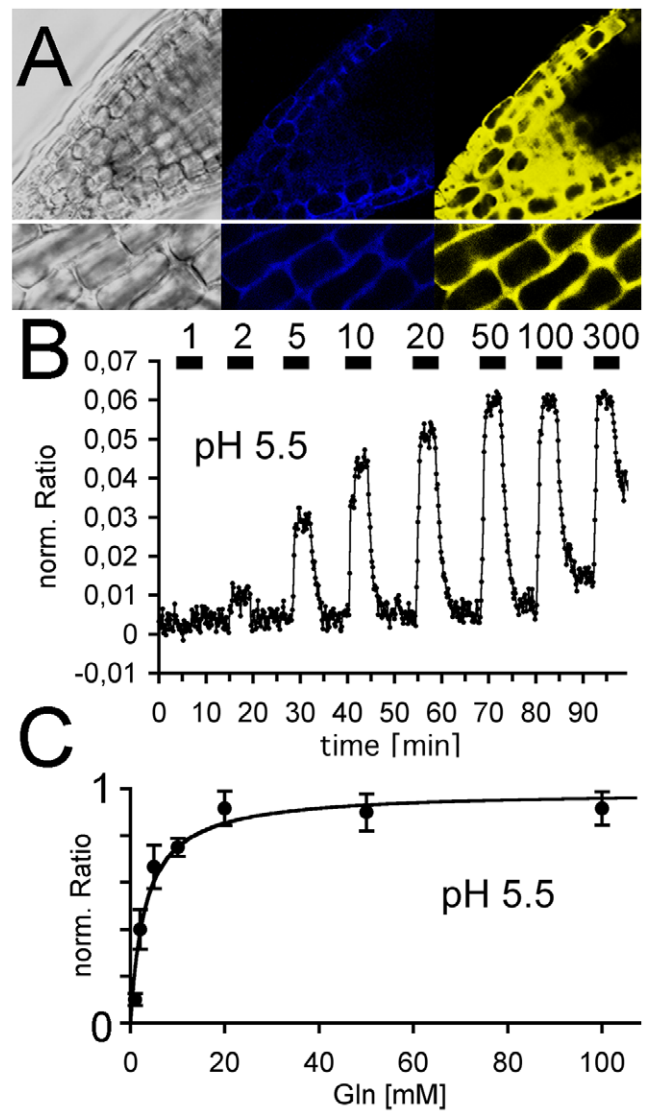 A
B
1 2 5 10 20 50 100 300
0,07
0,06
0,05
0,04
0,03
0,02
0,01
0
-0,01
norm. Ratio
pH 5.5
0 10 20 30 40 50 60 70 80 90
time [min]
C
1
0
norm. Ratio
pH 5.5
0 20 40 60 80 100
Gln [mM]